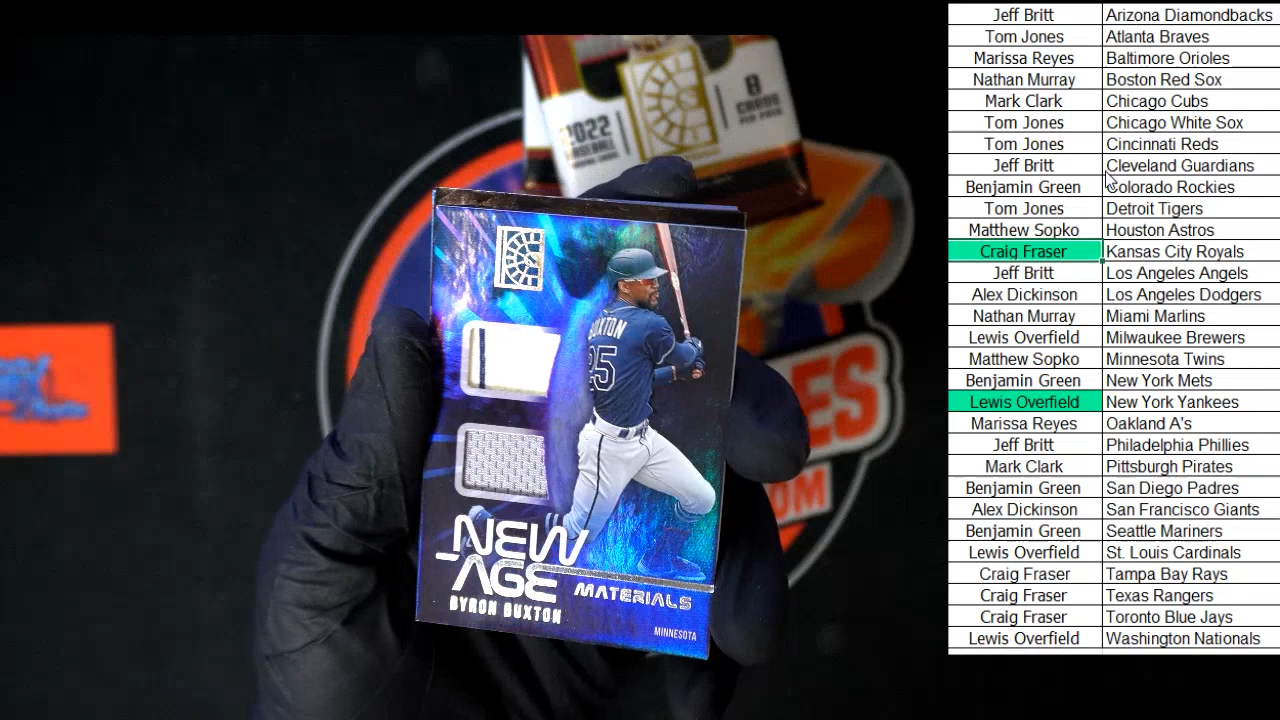 Jeff Britt Arizona Diamondbacks
Tom Jones Atlanta Braves
Marissa Reyes Baltimore Orioles
Nathan Murray Boston Red Sox
Mark Clark Chicago Cubs
Tom Jones Chicago White Sox
Tom Jones Cincinnati Reds
Jeff Britt Cleveland Guardians
Benjamin Green Colorado Rockies
Tom Jones Detroit Tigers
Matthew Sopko Houston Astros
Craig Fraser Kansas City Royals
Jeff Britt Los Angeles Angels
Alex Dickinson Los Angeles Dodgers
Nathan Murray Miami Marlins
Lewis Overfield Milwaukee Brewers
Matthew Sopko Minnesota Twins
Benjamin Green New York Mets
Lewis Overfield New York Yankees
Marissa Reyes Oakland A's
Jeff Britt Philadelphia Phillies
Mark Clark Pittsburgh Pirates
Benjamin Green San Diego Padres
Alex Dickinson San Francisco Giants
Benjamin Green Seattle Mariners
Lewis Overfield St. Louis Cardinals
Craig Fraser Tampa Bay Rays
Craig Fraser Texas Rangers
Craig Fraser Toronto Blue Jays
Lewis Overfield Washington Nationals
2022
BASEBALL
8
CARDS
PER PACK
BUXTON
25
NEW
AGE
MATERIALS
BYRON BUXTON
MINNESOTA